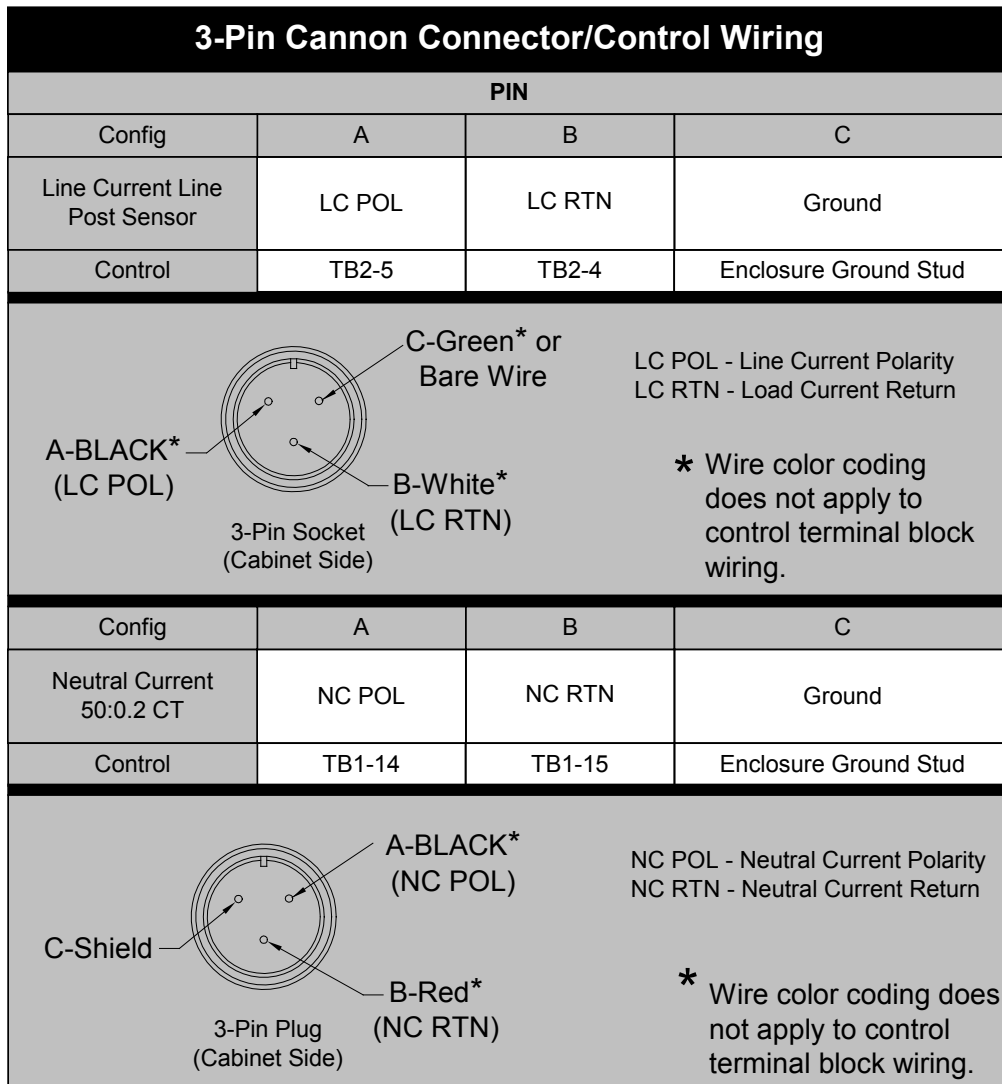 3-Pin Cannon Connector/Control Wiring
PIN
Config A B C
Line Current Line
Post Sensor
LC POL LC RTN Ground
Control TB2-5 TB2-4 Enclosure Ground Stud
C-Green* or
Bare Wire
A-BLACK*
(LC POL)
B-White*
(LC RTN)
3-Pin Socket
(Cabinet Side)
LC POL - Line Current Polarity
LC RTN - Load Current Return
* Wire color coding
does not apply to
control terminal block
wiring.
Config A B C
Neutral Current
50:0.2 CT
NC POL NC RTN Ground
Control TB1-14 TB1-15 Enclosure Ground Stud
A-BLACK*
(NC POL)
C-Shield
B-Red*
(NC RTN)
3-Pin Plug
(Cabinet Side)
NC POL - Neutral Current Polarity
NC RTN - Neutral Current Return
* Wire color coding does
not apply to control
terminal block wiring.